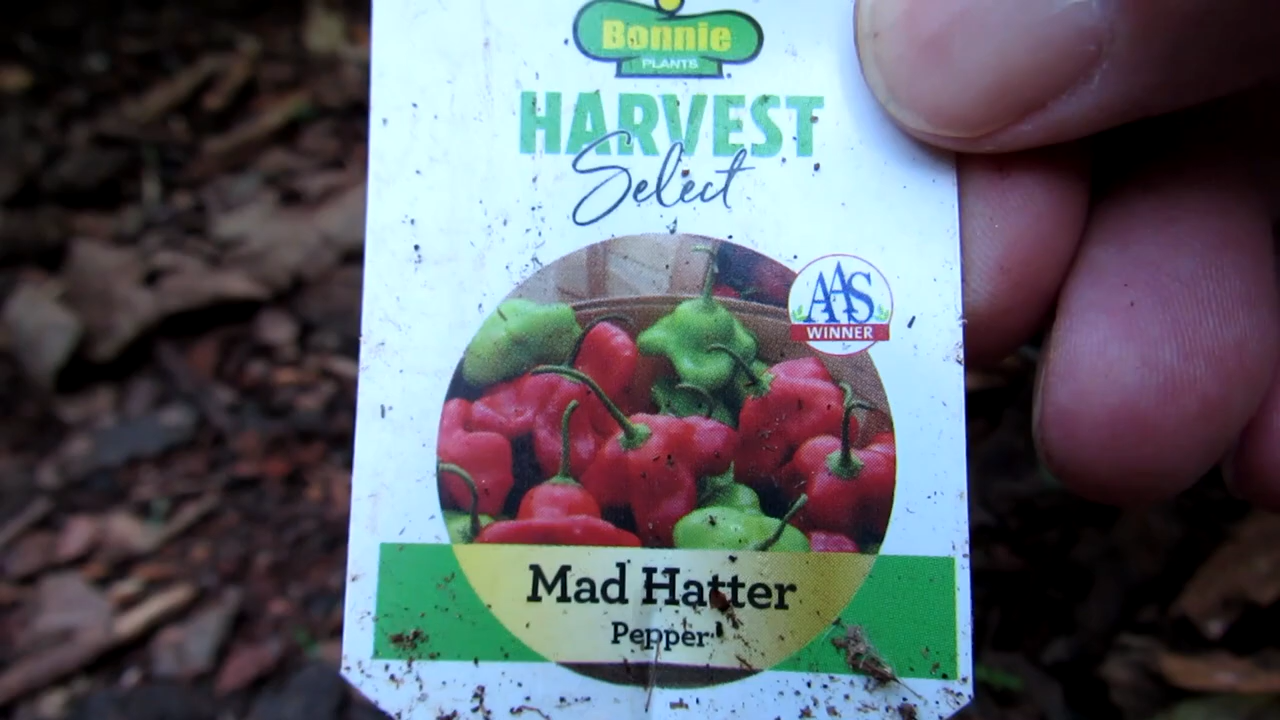 Bonnie
PLANTS
HARVEST
Select
AAS
WINNER
Mad Hatter
Pepper